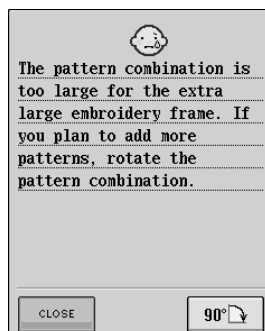 The pattern combination is
too large for the extra
large embroidery frame. If
you plan to add more
patterns, rotate the
pattern combination.
CLOSE
90°